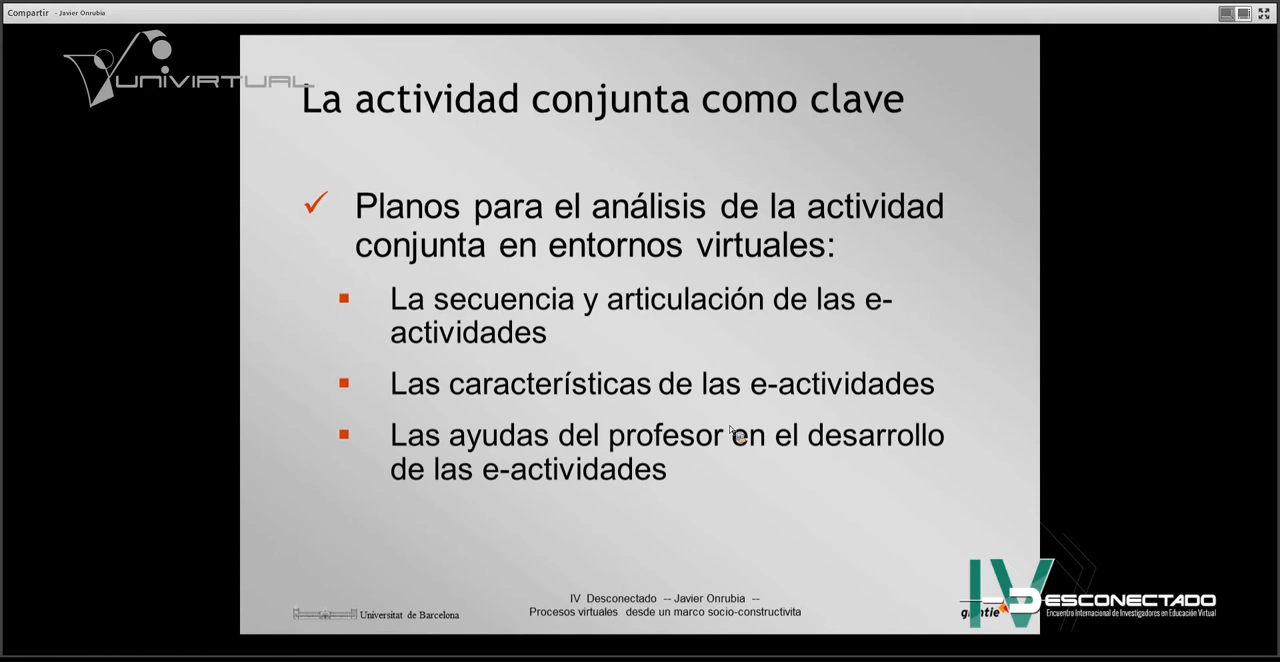 Compartir - Javier Onrubia
UNIVIRTUAL
La actividad conjunta como clave
Planos para el análisis de la actividad
conjunta en entornos virtuales:
La secuencia y articulación de las e-
actividades
Las características de las e-actividades
Las ayudas del profesor en el desarrollo
de las e-actividades
Universitat de Barcelona
IV Desconectado -- Javier Onrubia --
Procesos virtuales desde un marco socio-constructivita
IV
DESCONECTADO
Encuentro Internacional de Investigadores en Educación Virtual